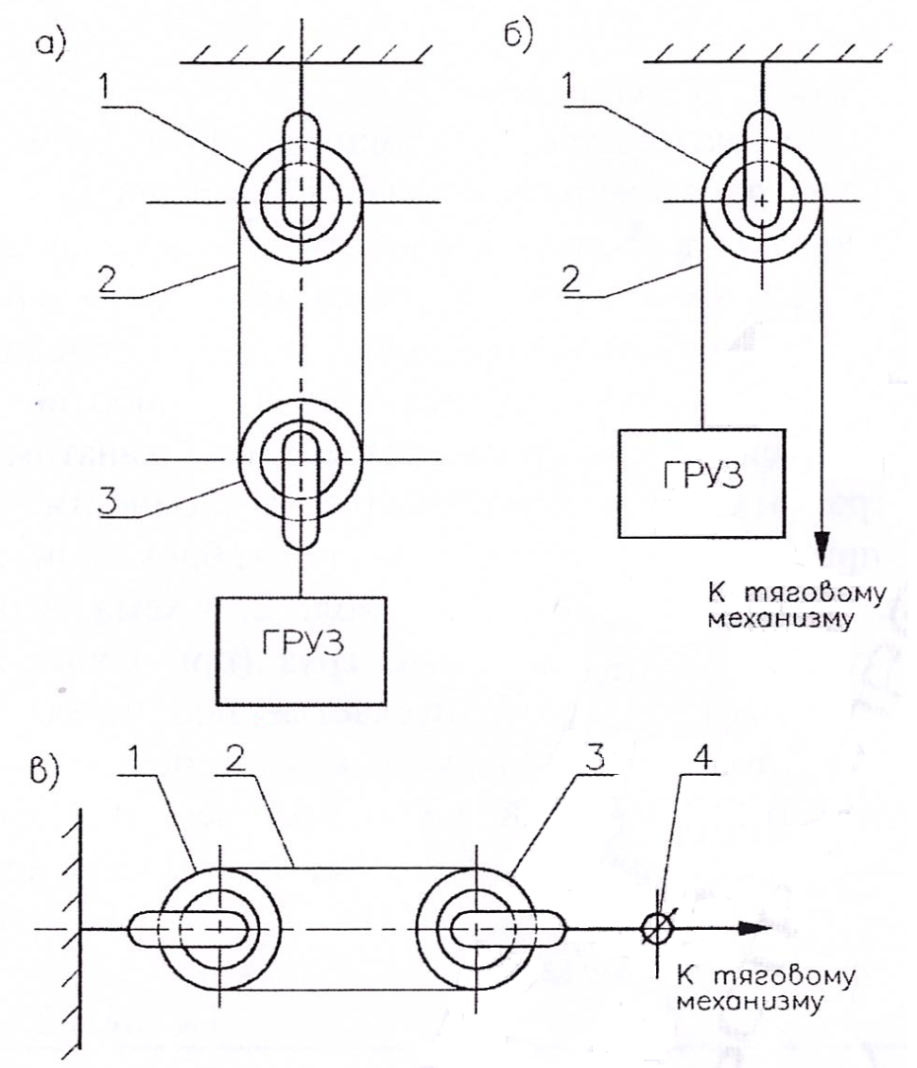 а)
1
2
3
ГРУЗ
б)
1
2
ГРУЗ
К тяговому
механизму
в)
1
2
3
4
К тяговому
механизму